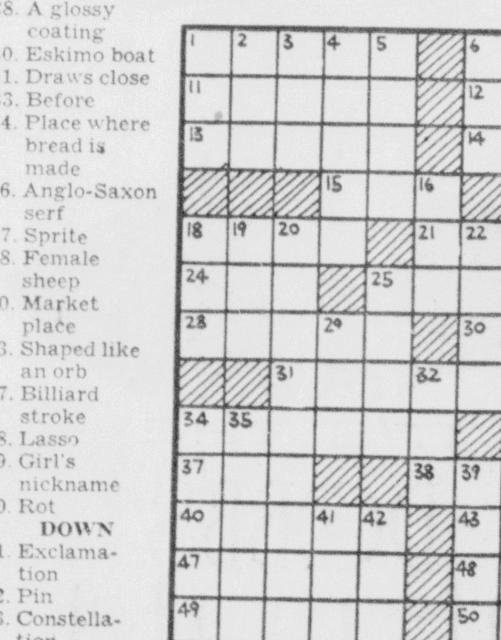 8. A glossy
coating
0. Eskimo boat
1. Draws close
3. Before
4. Place where
bread is
made
6. Anglo-Saxon
serf
7. Sprite
8. Female
sheep
0. Market
place
3. Shaped like
an orb
7. Billiard
stroke
8. Lasso
9. Girl's
nickname
0. Rot
DOWN
1. Exclama-
tion
2. Pin
3. Constella-
tion
1 2 3 4 5 6
11 12
13 14
15 16
18 19 20 21 22
24 25
28 29 30
31 32
34 35
37 38 39
40 41 42 43
47 48
49 50